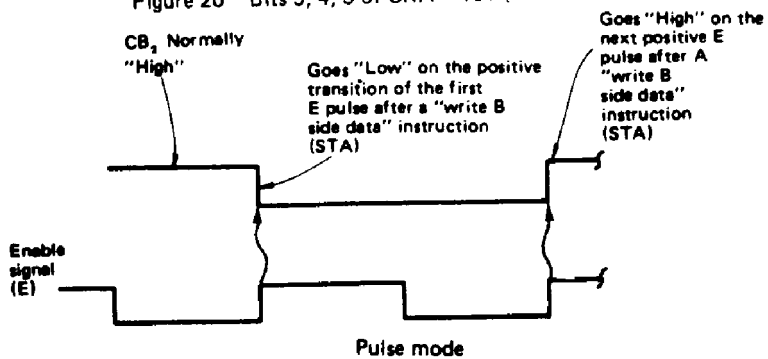 CB₂ Normally
"High"
Goes "Low" on the positive
transition of the first
E pulse after a "write B
side data" instruction
(STA)
Goes "High" on the
next positive E
pulse after A
"write B
side data"
instruction
(STA)
Enable
signal
(E)
Pulse mode